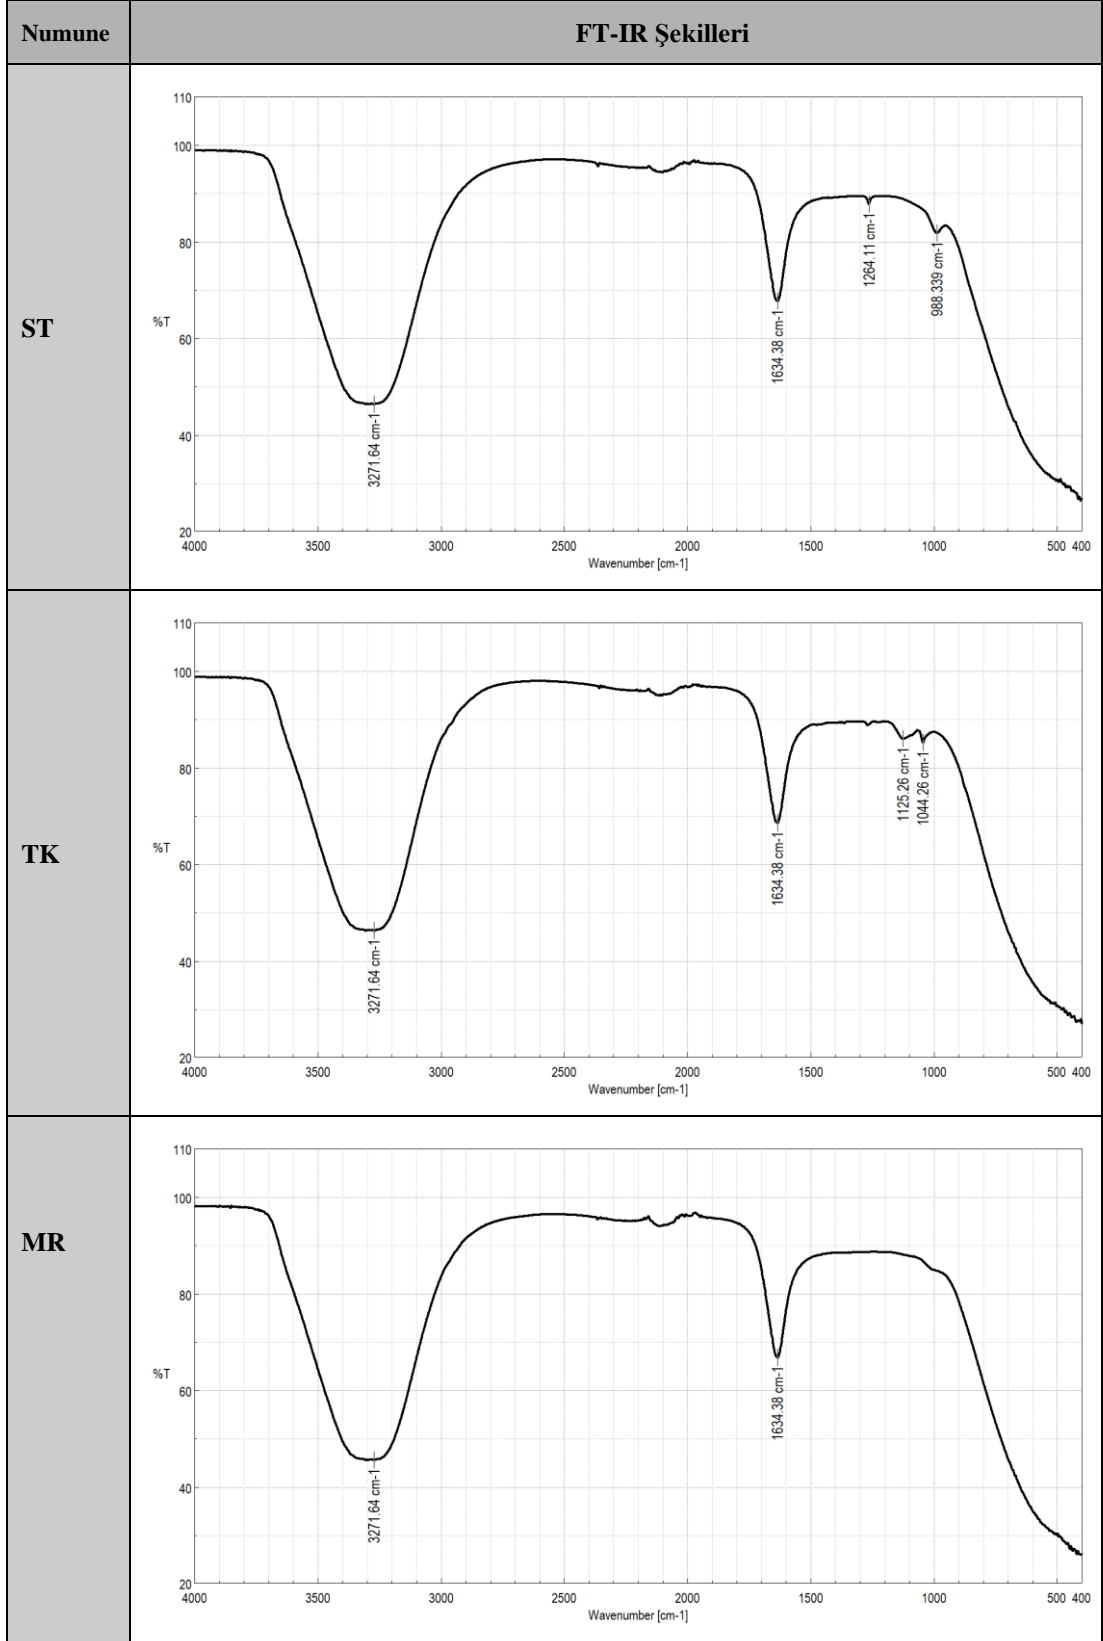 Numune
FT-IR Şekilleri
ST
110
100
80
%T
60
40
20
3271.64 cm-1
1634.38 cm-1
1264.11 cm-1
988.339 cm-1
4000 3500 3000 2500 2000 1500 1000 500 400
Wavenumber [cm-1]
TK
110
100
80
%T
60
40
20
3271.64 cm-1
1634.38 cm-1
1125.26 cm-1
1044.26 cm-1
4000 3500 3000 2500 2000 1500 1000 500 400
Wavenumber [cm-1]
MR
110
100
80
%T
60
40
20
3271.64 cm-1
1634.38 cm-1
4000 3500 3000 2500 2000 1500 1000 500 400
Wavenumber [cm-1]